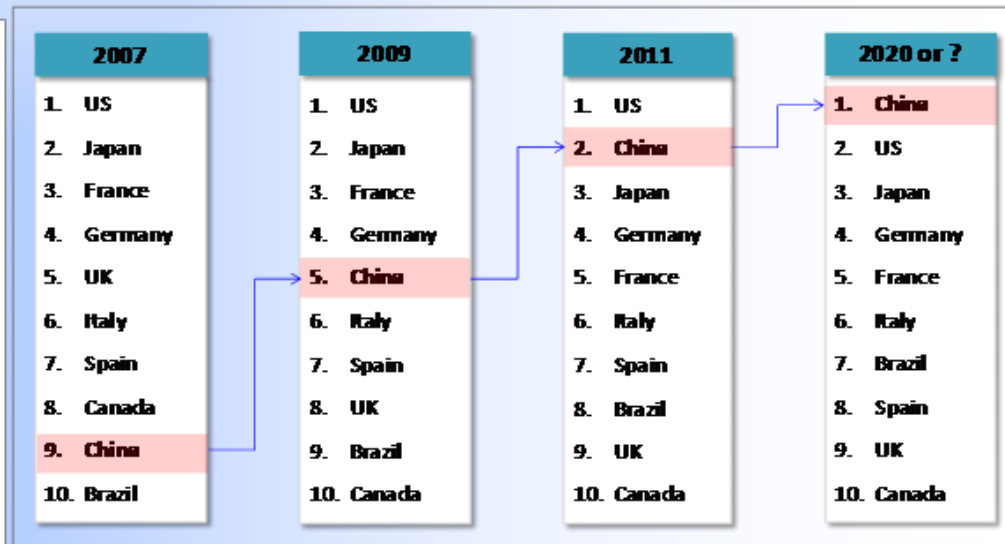 2007
1. US
2. Japan
3. France
4. Germany
5. UK
6. Italy
7. Spain
8. Canada
9. China
10. Brazil
2009
1. US
2. Japan
3. France
4. Germany
5. China
6. Italy
7. Spain
8. UK
9. Brazil
10. Canada
2011
1. US
2. China
3. Japan
4. Germany
5. France
6. Italy
7. Spain
8. Brazil
9. UK
10. Canada
2020 or ?
1. China
2. US
3. Japan
4. Germany
5. France
6. Italy
7. Brazil
8. Spain
9. UK
10. Canada